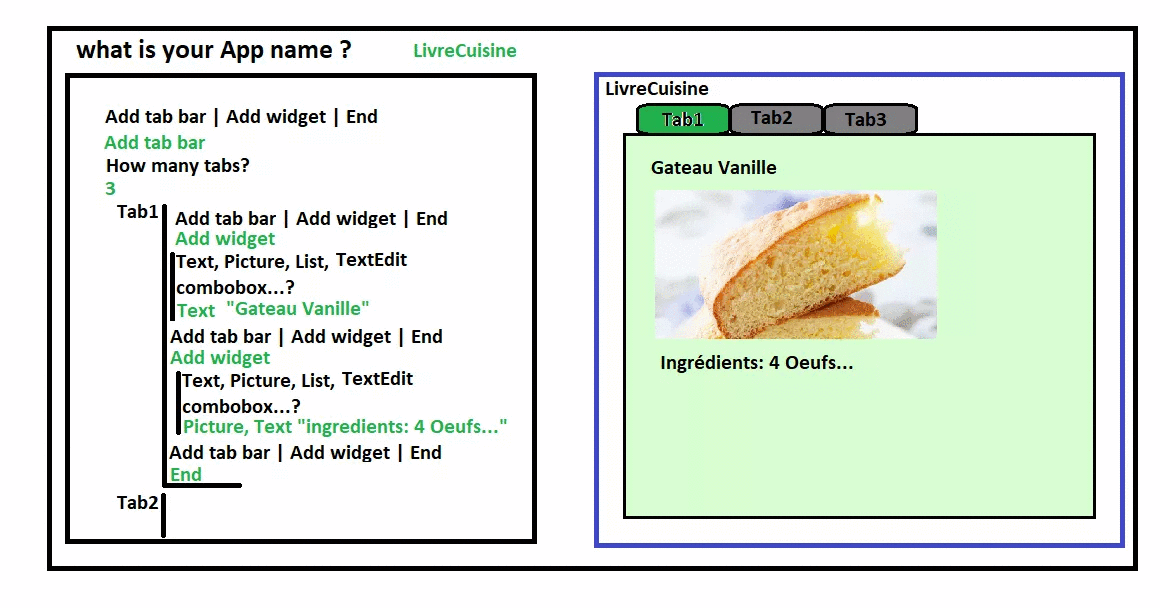 what is your App name ? LivreCuisine
Add tab bar | Add widget | End
Add tab bar
How many tabs?
3
Tab1
Add tab bar | Add widget | End
Add widget
Text, Picture, List, TextEdit
combobox...?
Text "Gateau Vanille"
Add tab bar | Add widget | End
Add widget
Text, Picture, List, TextEdit
combobox...?
Picture, Text "ingredients: 4 Oeufs..."
Add tab bar | Add widget | End
End
Tab2
LivreCuisine
Tab1 Tab2 Tab3
Gateau Vanille
Ingrédients: 4 Oeufs...